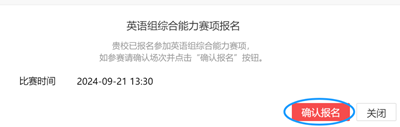 英语组综合能力赛项报名
贵校已报名参加英语组综合能力赛项，
如参赛请确认场次并点击“确认报名”按钮。
比赛时间 2024-09-21 13:30
确认报名 关闭